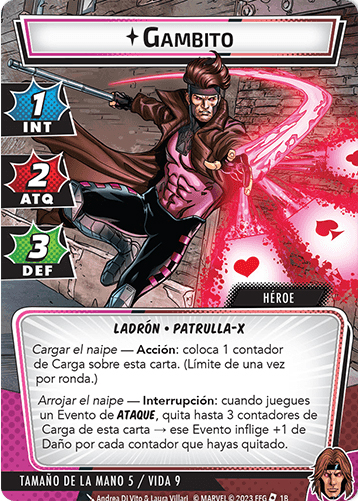 GAMBITO
1
INT
2
ATQ
3
DEF
HÉROE
LADRÓN • PATRULLA-X
Cargar el naipe — Acción: coloca 1 contador
de Carga sobre esta carta. (Límite de una vez
por ronda.)
Arrojar el naipe — Interrupción: cuando juegues
un Evento de ATAQUE, quita hasta 3 contadores
de Carga de esta carta → ese Evento inflige +1 de
Daño por cada contador que hayas quitado.
TAMAÑO DE LA MANO 5 / VIDA 9
Andrea Di Vito & Laura Villari © MARVEL © 2023 FFG 1B